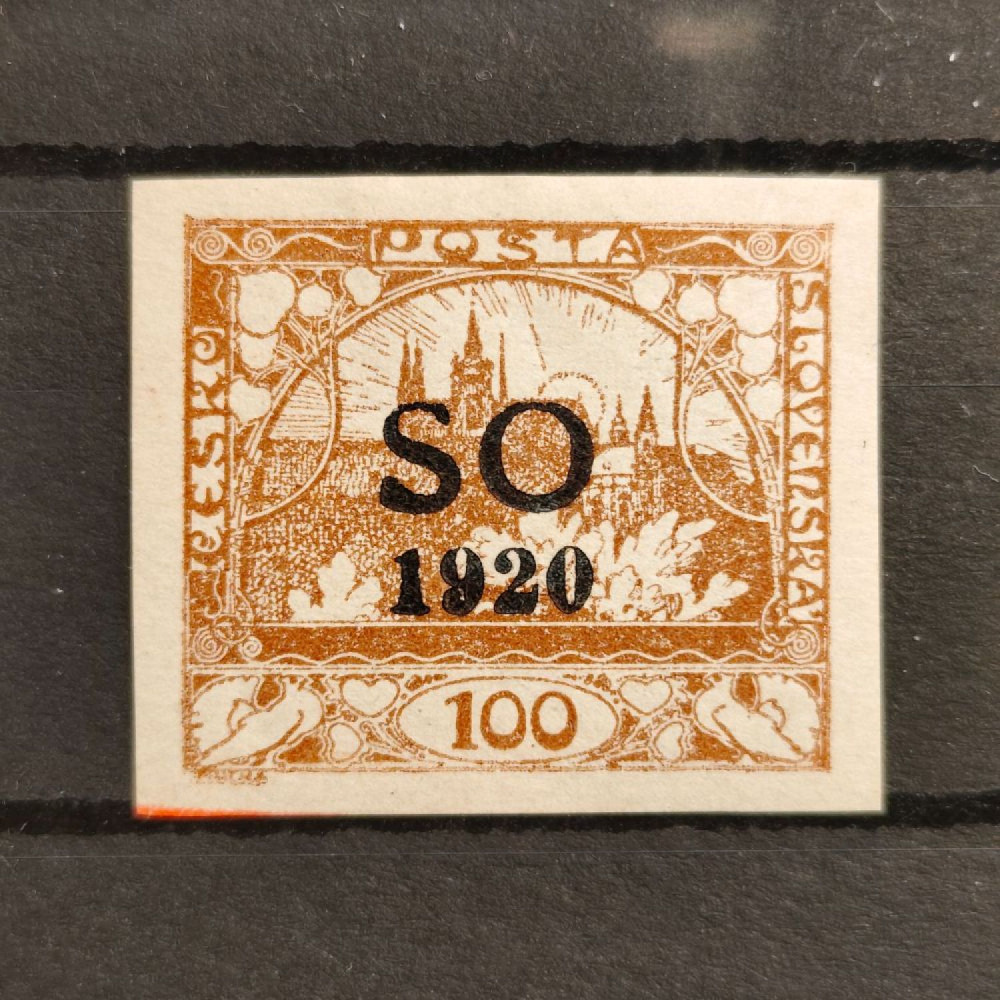 POŠTA
ČESKO
SLOVENSKÁ
SO
1920
100